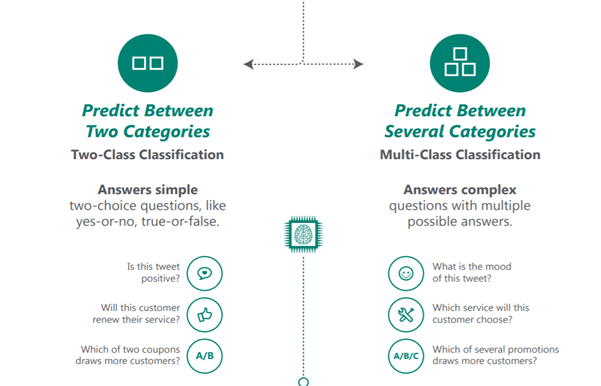 Predict Between
Two Categories
Two-Class Classification
Answers simple
two-choice questions, like
yes-or-no, true-or-false.
Is this tweet
positive?
Will this customer
renew their service?
Which of two coupons
draws more customers?
A/B
Predict Between
Several Categories
Multi-Class Classification
Answers complex
questions with multiple
possible answers.
What is the mood
of this tweet?
Which service will this
customer choose?
A/B/C
Which of several promotions
draws more customers?